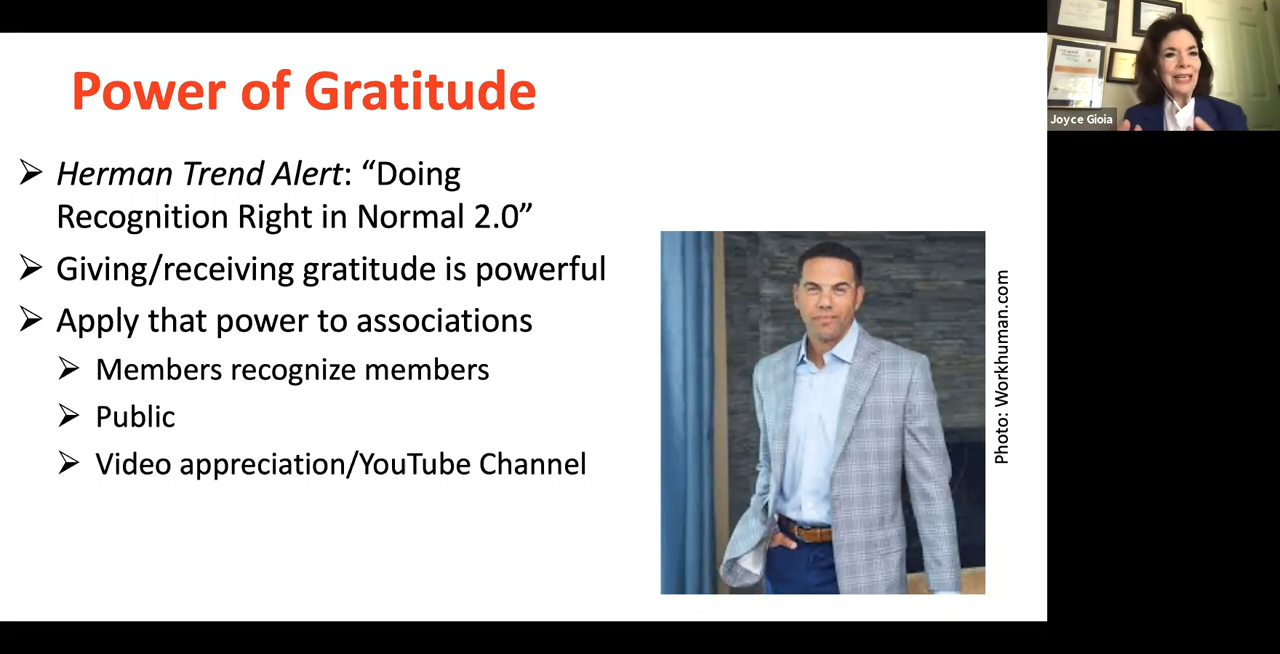 Power of Gratitude
➢ Herman Trend Alert: “Doing
Recognition Right in Normal 2.0”
➢ Giving/receiving gratitude is powerful
➢ Apply that power to associations
➢ Members recognize members
➢ Public
➢ Video appreciation/YouTube Channel
Photo: Workhuman.com
Joyce Gioia